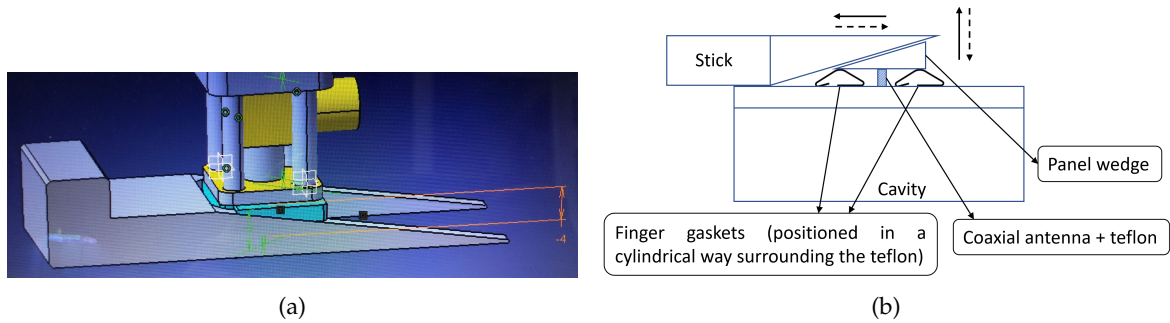 -4
Stick
Panel wedge
Cavity
Finger gaskets (positioned in a
cylindrical way surrounding the teflon)
Coaxial antenna + teflon
(a)
(b)